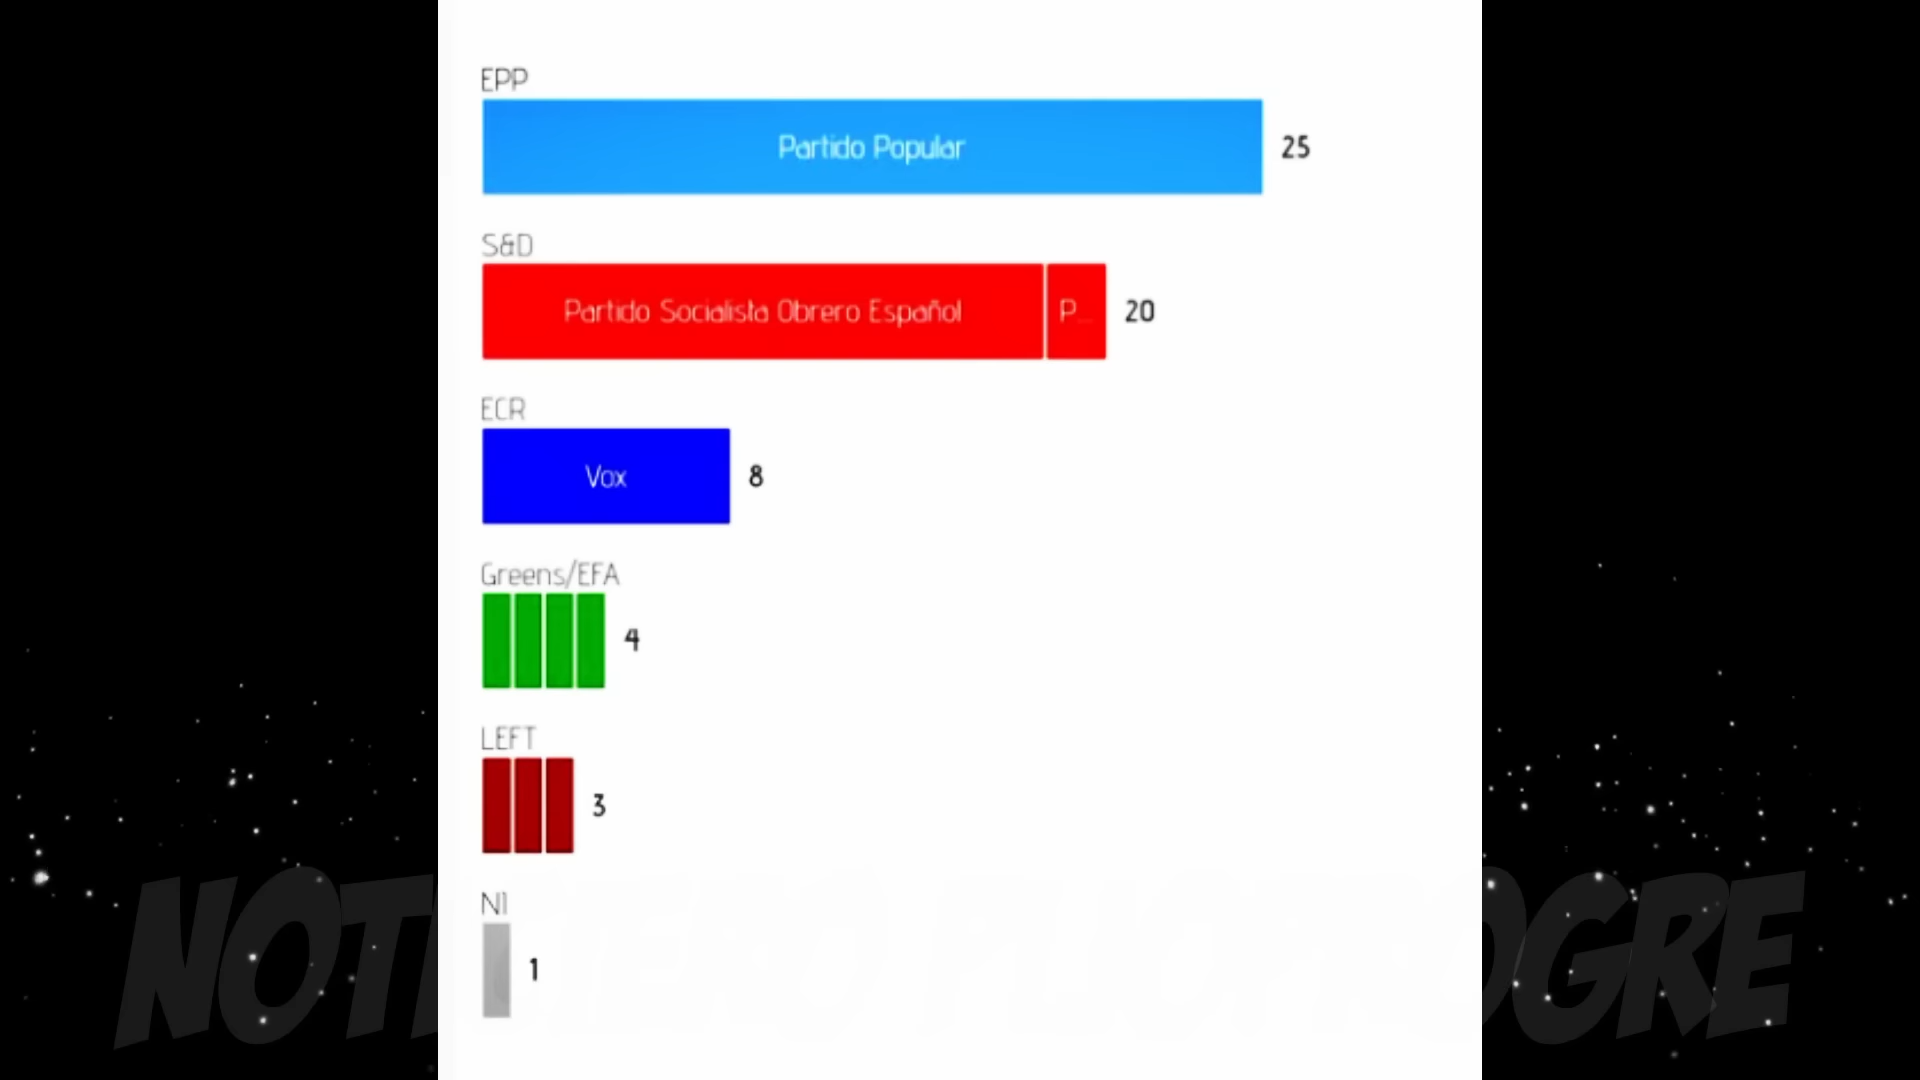 EPP
Partido Popular 25
S&D
Partido Socialista Obrero Español P... 20
ECR
Vox 8
Greens/EFA
4
LEFT
3
NI
1